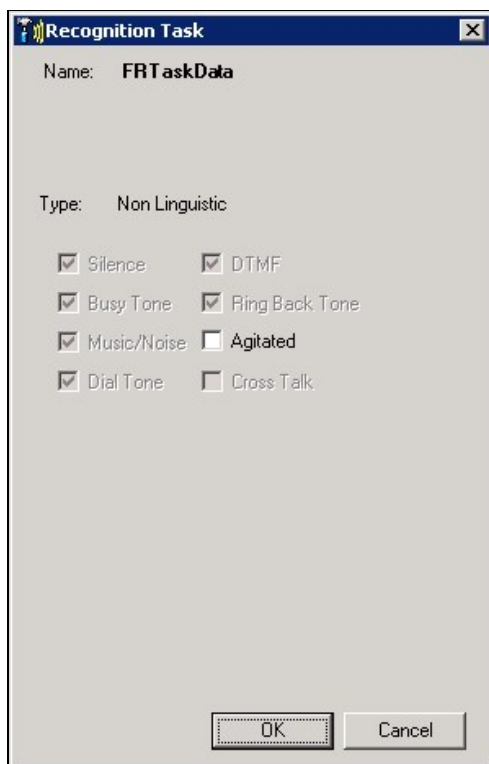 Recognition Task
Name: FRTaskData
Type: Non Linguistic
Silence DTMF
Busy Tone Ring Back Tone
Music/Noise Agitated
Dial Tone Cross Talk
OK Cancel